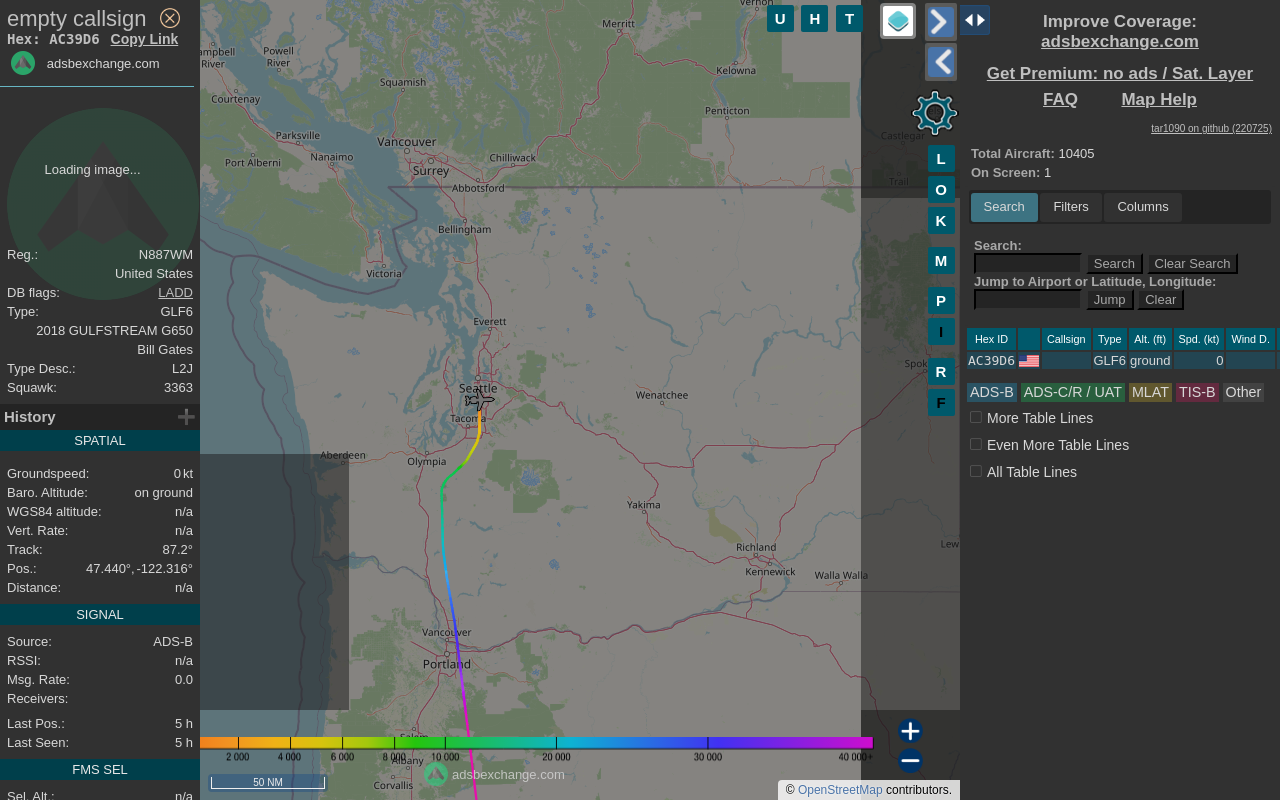 empty callsign
Hex: AC39D6 Copy Link
adsbexchange.com
Loading image...
Reg.: N887WM
United States
DB flags: LADD
Type: GLF6
2018 GULFSTREAM G650
Bill Gates
Type Desc.: L2J
Squawk: 3363
History
SPATIAL
Groundspeed: 0 kt
Baro. Altitude: on ground
WGS84 altitude: n/a
Vert. Rate: n/a
Track: 87.2°
Pos.: 47.440°, -122.316°
Distance: n/a
SIGNAL
Source: ADS-B
RSSI: n/a
Msg. Rate: 0.0
Receivers:
Last Pos.: 5 h
Last Seen: 5 h
FMS SEL
Sel. Alt.: n/a
Merritt
Vernon
U H T
Campbell River
Powell River
Kelowna
Squamish
Courtenay
Penticton
Parksville
Vancouver
Castlegar
Nanaimo
Chilliwack
Port Alberni
Surrey
Trail
Abbotsford
Bellingham
Victoria
Everett
Spok
Seattle
Wenatchee
Tacoma
Aberdeen
Olympia
Yakima
Lew
Richland
Kennewick
Walla Walla
Vancouver
Portland
Salem
Albany
Corvallis
L
O
K
M
P
I
R
F
2 000 4 000 6 000 8 000 10 000 20 000 30 000 40 000+
adsbexchange.com
50 NM
© OpenStreetMap contributors.
Improve Coverage:
adsbexchange.com
Get Premium: no ads / Sat. Layer
FAQ Map Help
tar1090 on github (220725)
Total Aircraft: 10405
On Screen: 1
Search Filters Columns
Search:
Search Clear Search
Jump to Airport or Latitude, Longitude:
Jump Clear
Hex ID Callsign Type Alt. (ft) Spd. (kt) Wind D.
AC39D6 GLF6 ground 0
ADS-B ADS-C/R / UAT MLAT TIS-B Other
More Table Lines
Even More Table Lines
All Table Lines